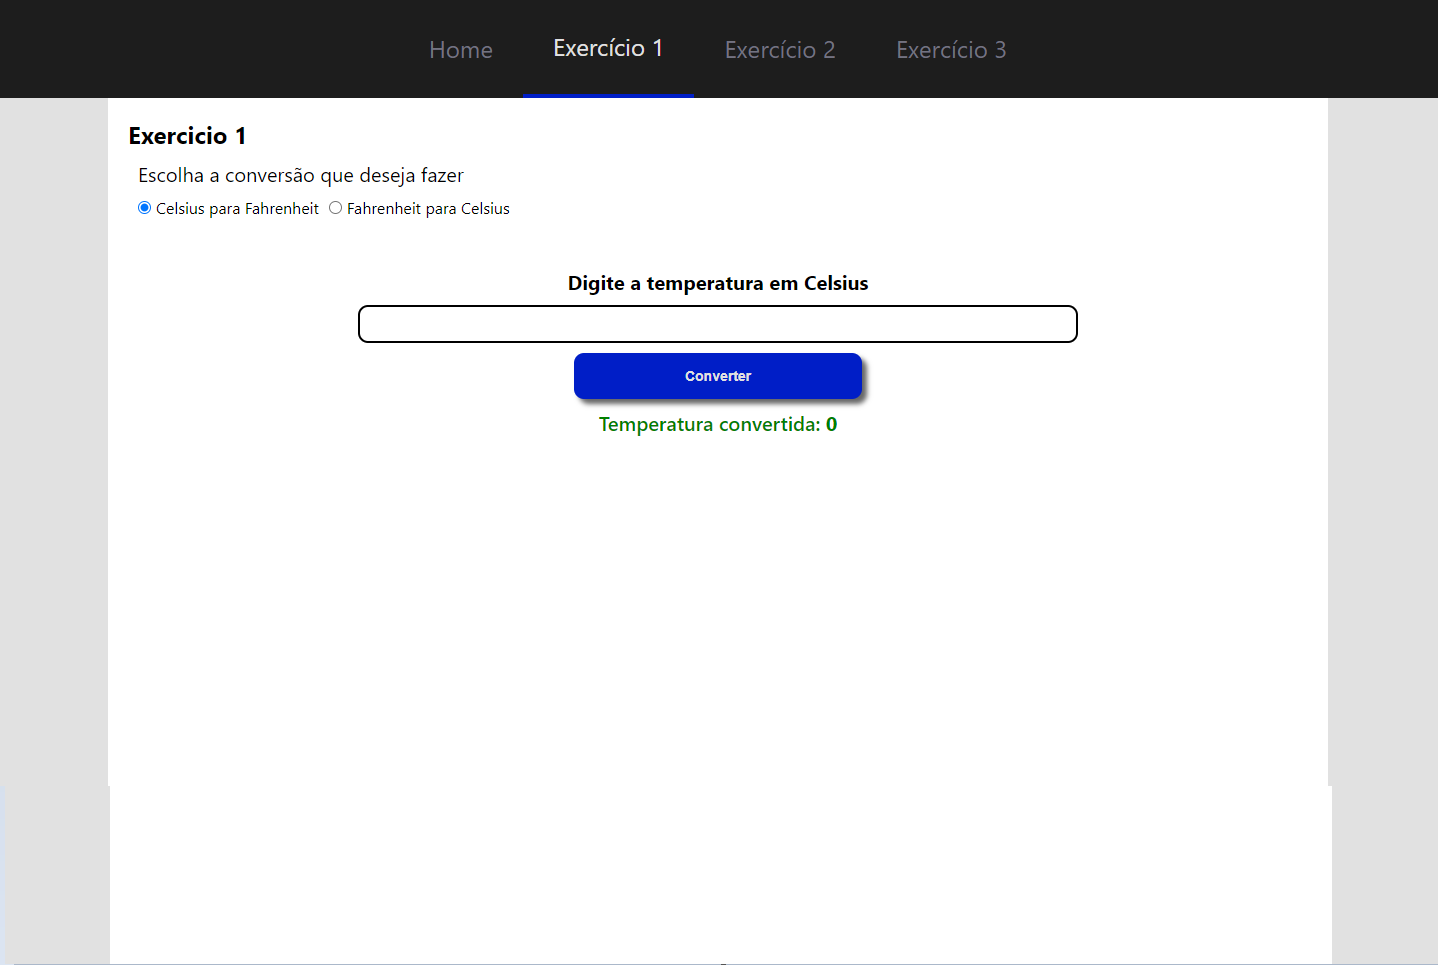 Home Exercício 1 Exercício 2 Exercício 3
Exercicio 1
Escolha a conversão que deseja fazer
Celsius para Fahrenheit Fahrenheit para Celsius
Digite a temperatura em Celsius
Converter
Temperatura convertida: 0